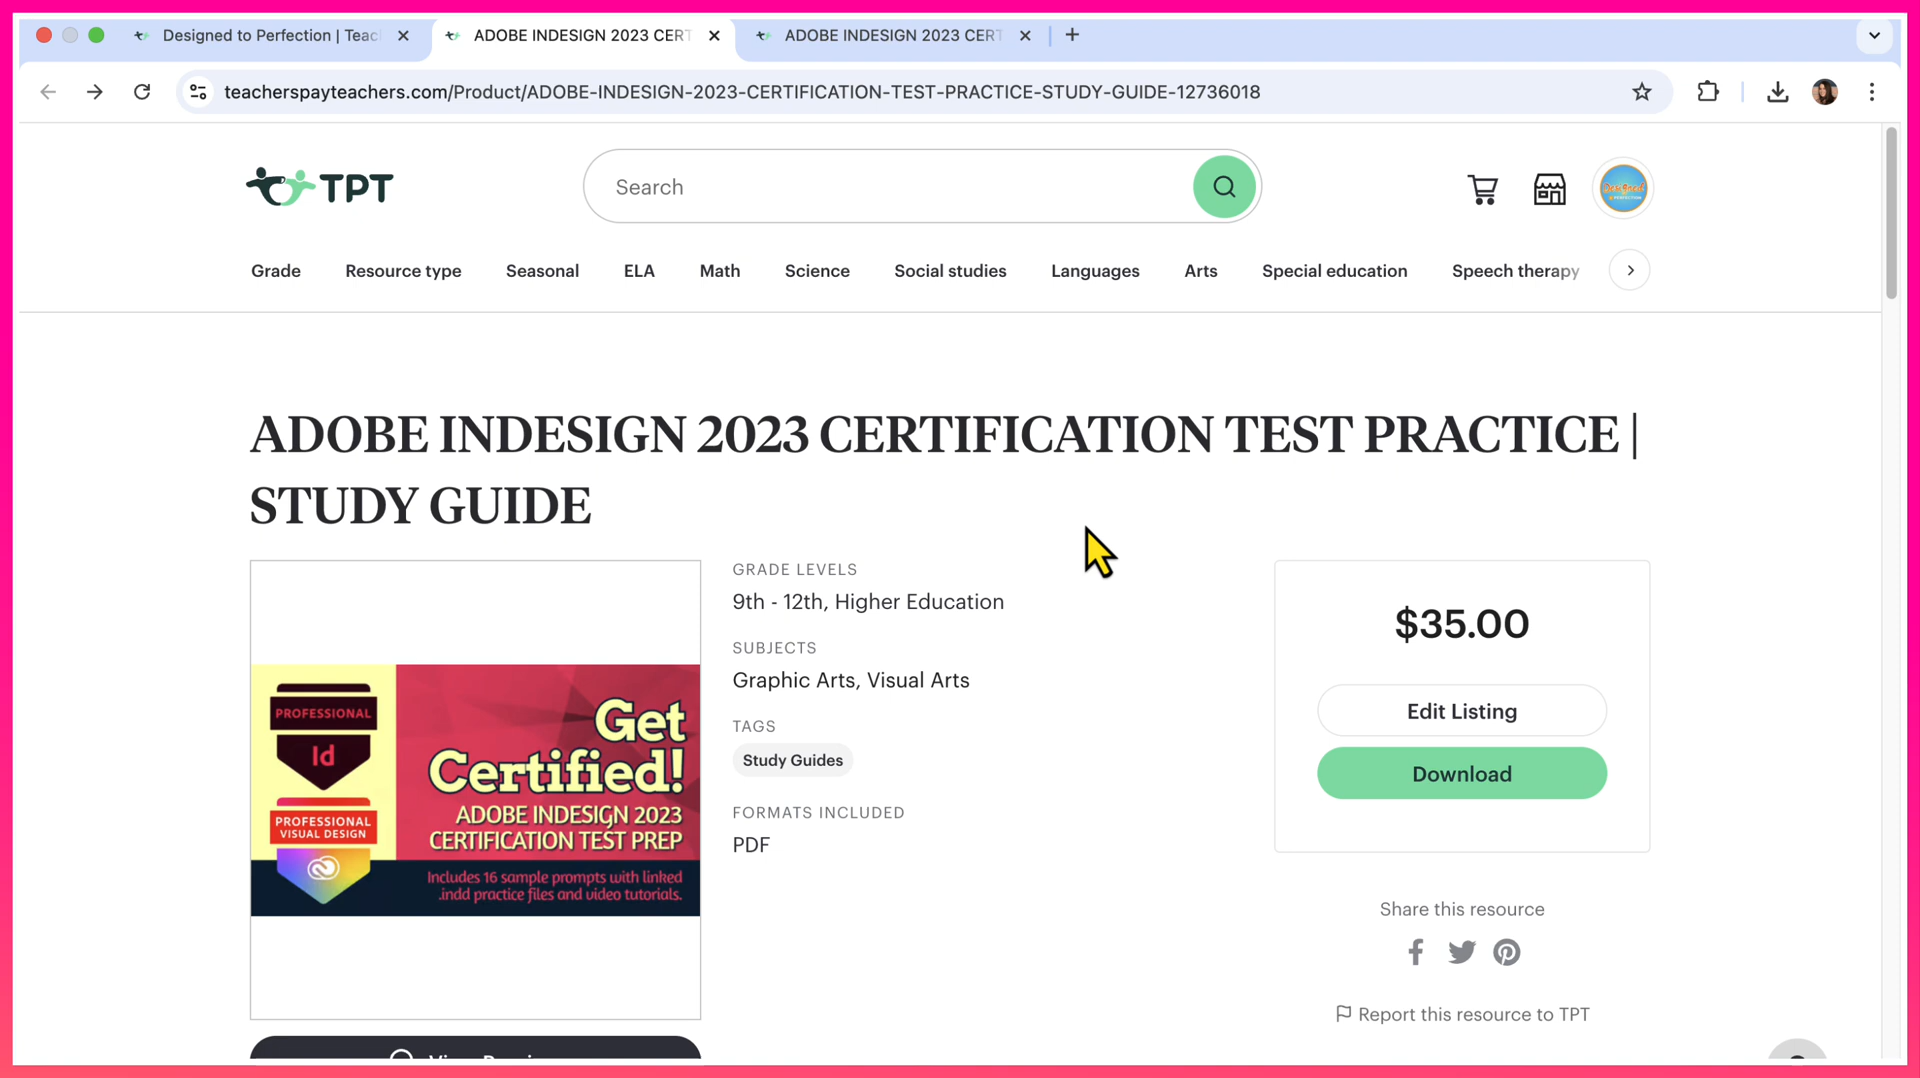 Designed to Perfection | Teac
ADOBE INDESIGN 2023 CERT
ADOBE INDESIGN 2023 CERT
teacherspayteachers.com/Product/ADOBE-INDESIGN-2023-CERTIFICATION-TEST-PRACTICE-STUDY-GUIDE-12736018
TPT
Search
Designed
Grade Resource type Seasonal ELA Math Science Social studies Languages Arts Special education Speech therapy
ADOBE INDESIGN 2023 CERTIFICATION TEST PRACTICE |
STUDY GUIDE
PROFESSIONAL
Id
PROFESSIONAL
VISUAL DESIGN
Get
Certified!
ADOBE INDESIGN 2023
CERTIFICATION TEST PREP
Includes 16 sample prompts with linked
.indd practice files and video tutorials.
GRADE LEVELS
9th - 12th, Higher Education
SUBJECTS
Graphic Arts, Visual Arts
TAGS
Study Guides
FORMATS INCLUDED
PDF
$35.00
Edit Listing
Download
Share this resource
Report this resource to TPT